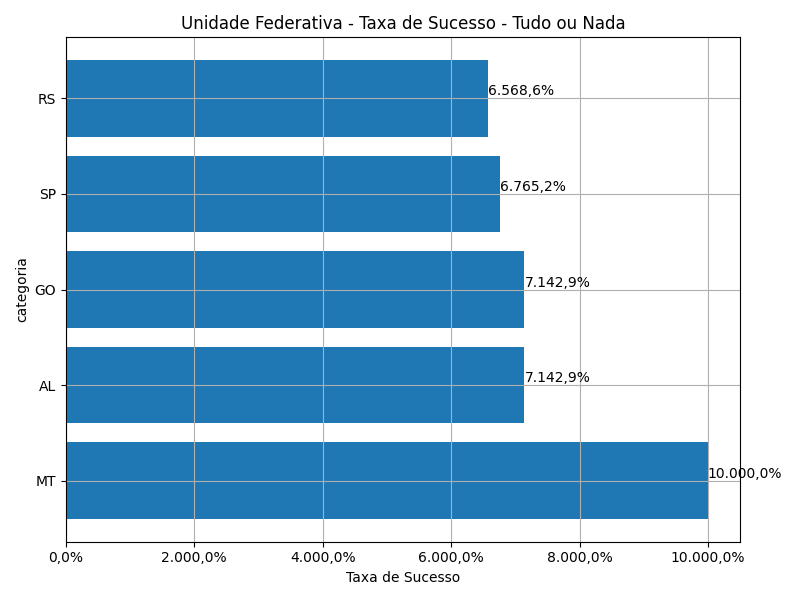 Unidade Federativa - Taxa de Sucesso - Tudo ou Nada
RS
6.568,6%
SP
6.765,2%
GO
7.142,9%
AL
7.142,9%
MT
10.000,0%
categoria
0,0%
2.000,0%
4.000,0%
6.000,0%
8.000,0%
10.000,0%
Taxa de Sucesso